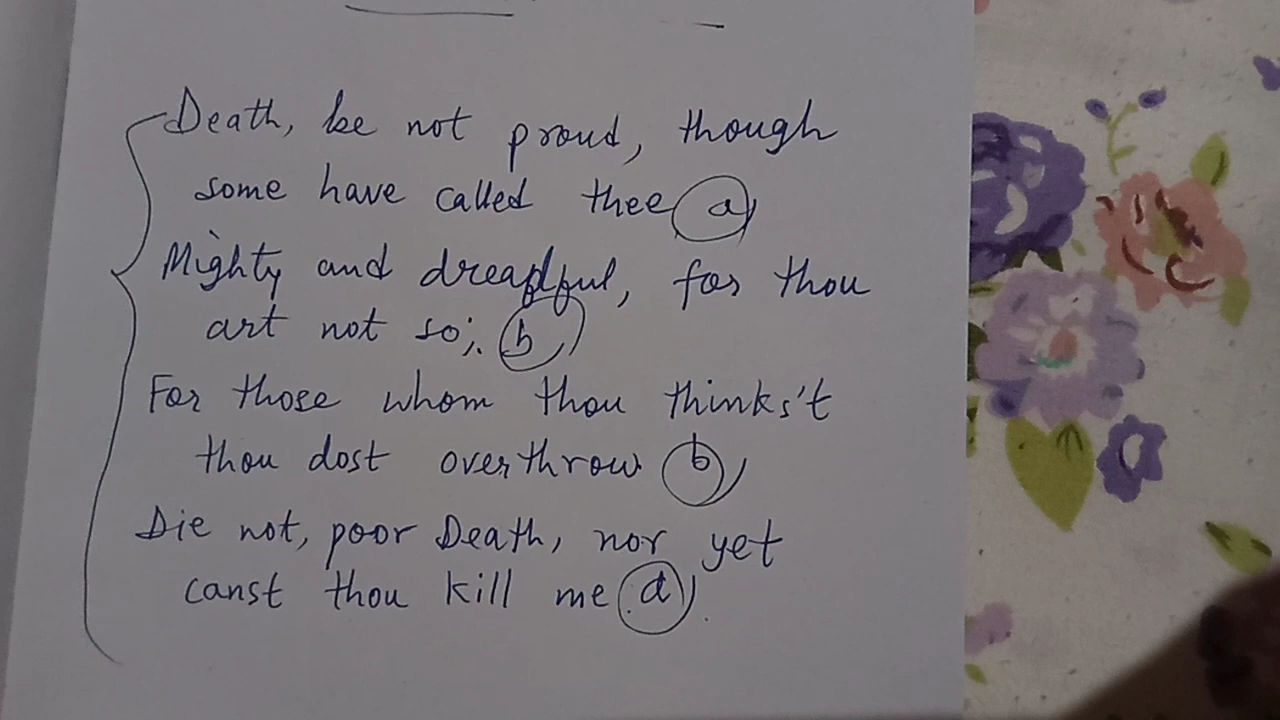 Death, be not proud, though
some have called thee a
Mighty and dreadful, for thou
art not so; b
For those whom thou thinks't
thou dost overthrow b
Die not, poor Death, nor yet
canst thou kill me a